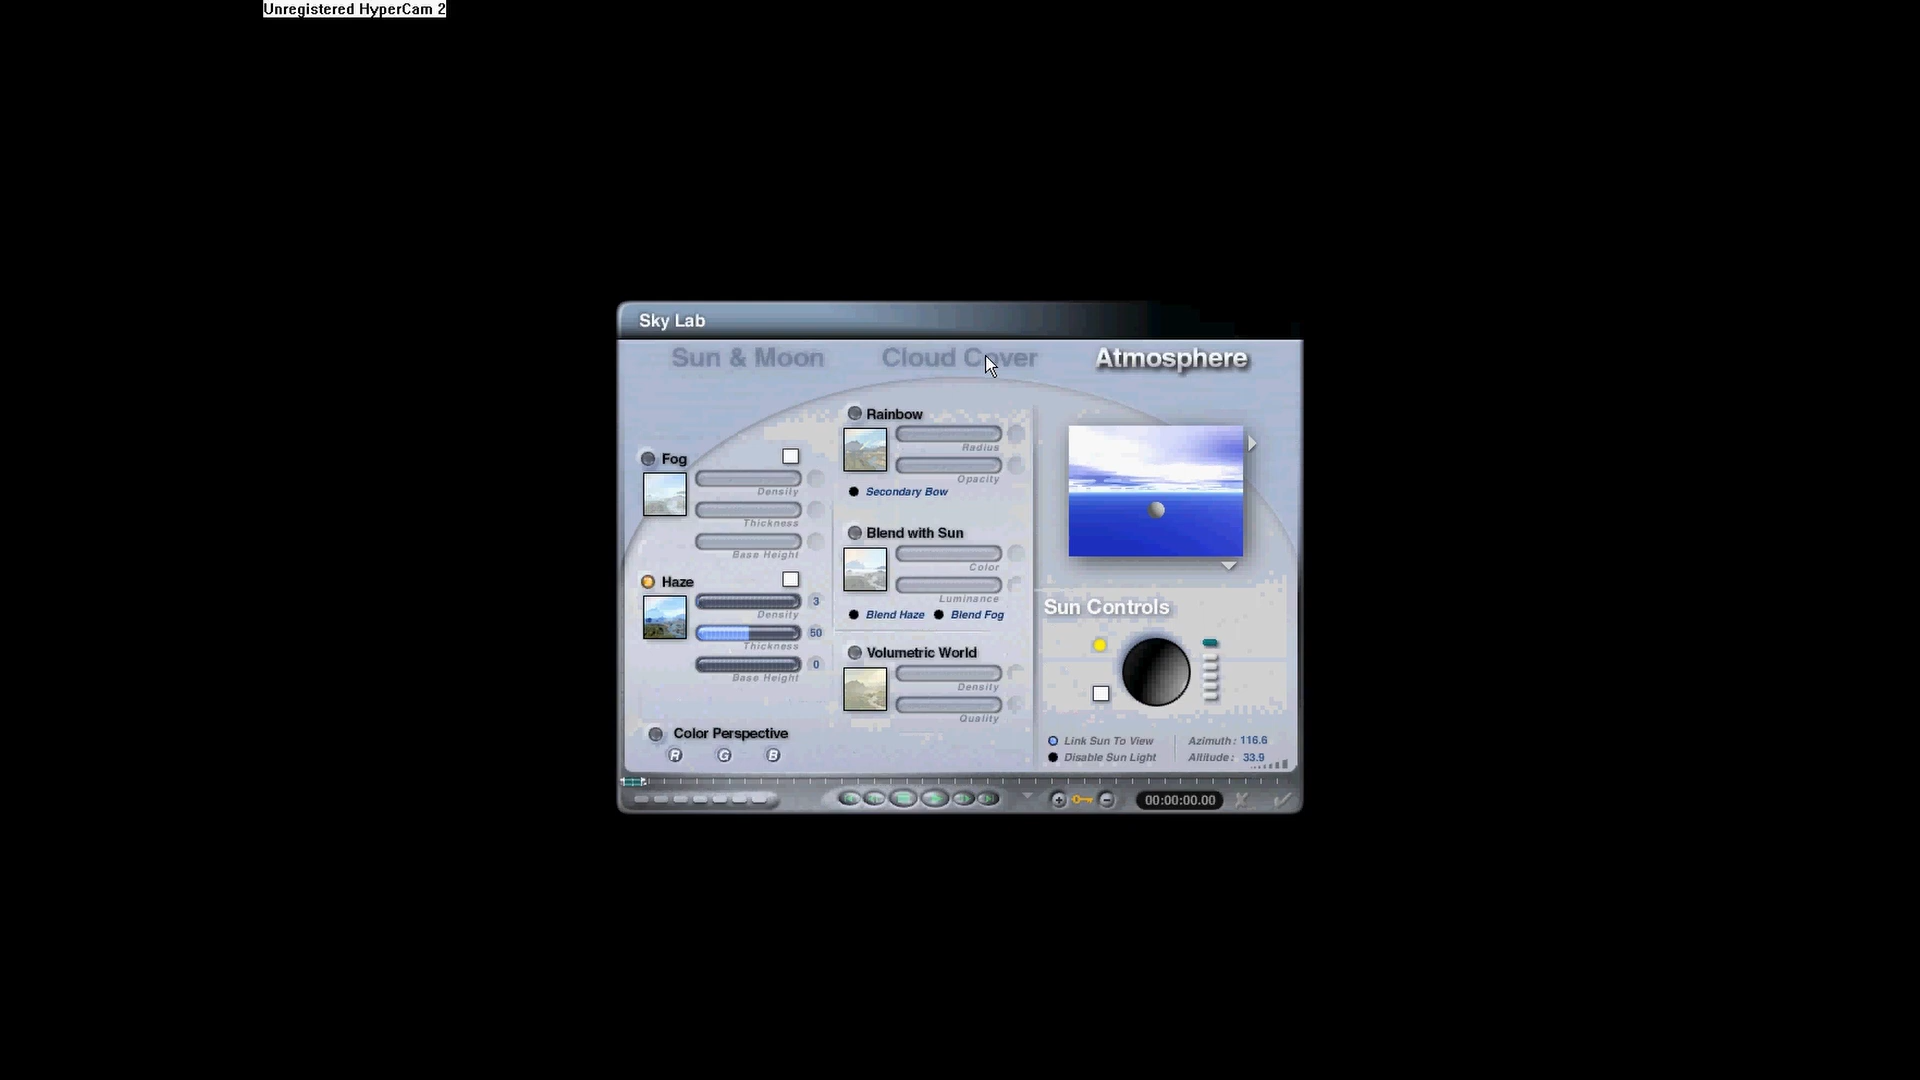 Unregistered HyperCam 2
Sky Lab
Sun & Moon
Cloud Cover
Atmosphere
Fog
Density
Thickness
Base Height
Haze
3
Density
50
Thickness
0
Base Height
Color Perspective
R G B
Rainbow
Radius
Opacity
Secondary Bow
Blend with Sun
Color
Luminance
Blend Haze
Blend Fog
Volumetric World
Density
Quality
Sun Controls
Link Sun To View
Azimuth: 116.6
Disable Sun Light
Altitude: 33.9
00:00:00.00